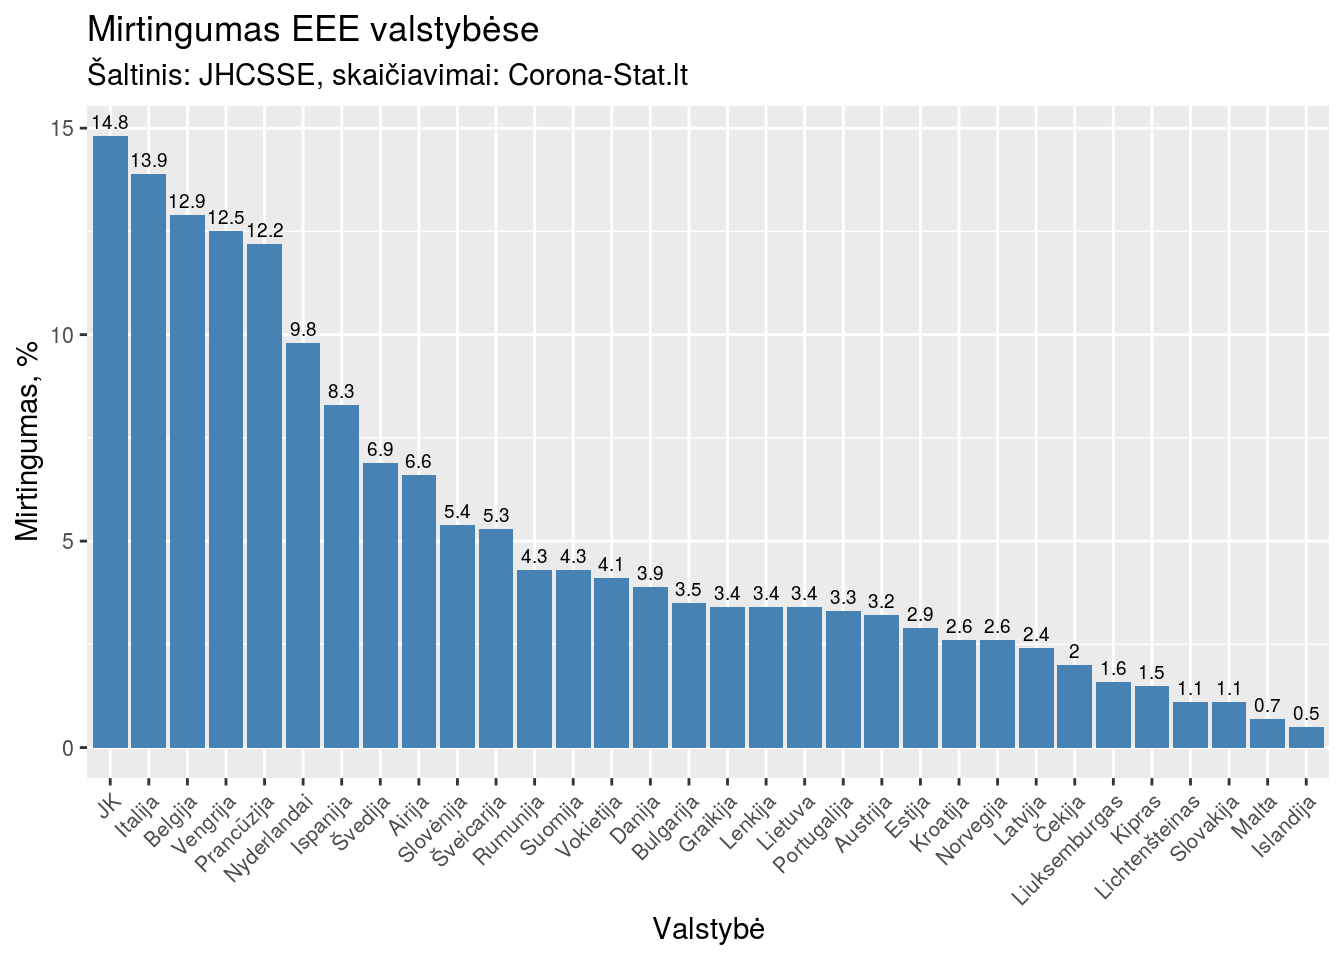 Mirtingumas EEE valstybėse
Šaltinis: JHCSSE, skaičiavimai: Corona-Stat.lt
Mirtingumas, %
15
10
5
0
14.8
13.9
12.9
12.5
12.2
9.8
8.3
6.9
6.6
5.4
5.3
4.3
4.3
4.1
3.9
3.5
3.4
3.4
3.4
3.3
3.2
2.9
2.6
2.6
2.4
2
1.6
1.5
1.1
1.1
0.7
0.5
JK
Italija
Belgija
Vengrija
Prancūzija
Nyderlandai
Ispanija
Švedija
Airija
Slovėnija
Šveicarija
Rumunija
Suomija
Vokietija
Danija
Bulgarija
Graikija
Lenkija
Lietuva
Portugalija
Austrija
Estija
Kroatija
Norvegija
Latvija
Čekija
Liuksemburgas
Kipras
Lichtenšteinas
Slovakija
Malta
Islandija
Valstybė